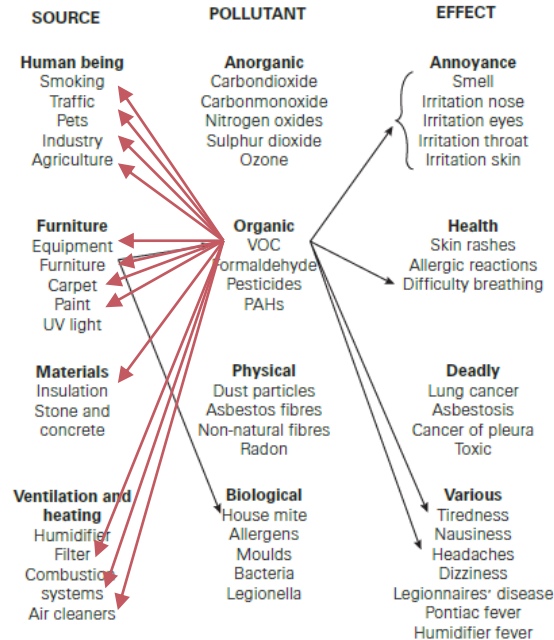 SOURCE
Human being
Smoking
Traffic
Pets
Industry
Agriculture
Furniture
Equipment
Furniture
Carpet
Paint
UV light
Materials
Insulation
Stone and
concrete
Ventilation and
heating
Humidifier
Filter
Combustion
systems
Air cleaners
POLLUTANT
Anorganic
Carbondioxide
Carbonmonoxide
Nitrogen oxides
Sulphur dioxide
Ozone
Organic
VOC
Formaldehyde
Pesticides
PAHs
Physical
Dust particles
Asbestos fibres
Non-natural fibres
Radon
Biological
House mite
Allergens
Moulds
Bacteria
Legionella
EFFECT
Annoyance
Smell
Irritation nose
Irritation eyes
Irritation throat
Irritation skin
Health
Skin rashes
Allergic reactions
Difficulty breathing
Deadly
Lung cancer
Asbestosis
Cancer of pleura
Toxic
Various
Tiredness
Nausiness
Headaches
Dizziness
Legionnaires' disease
Pontiac fever
Humidifier fever